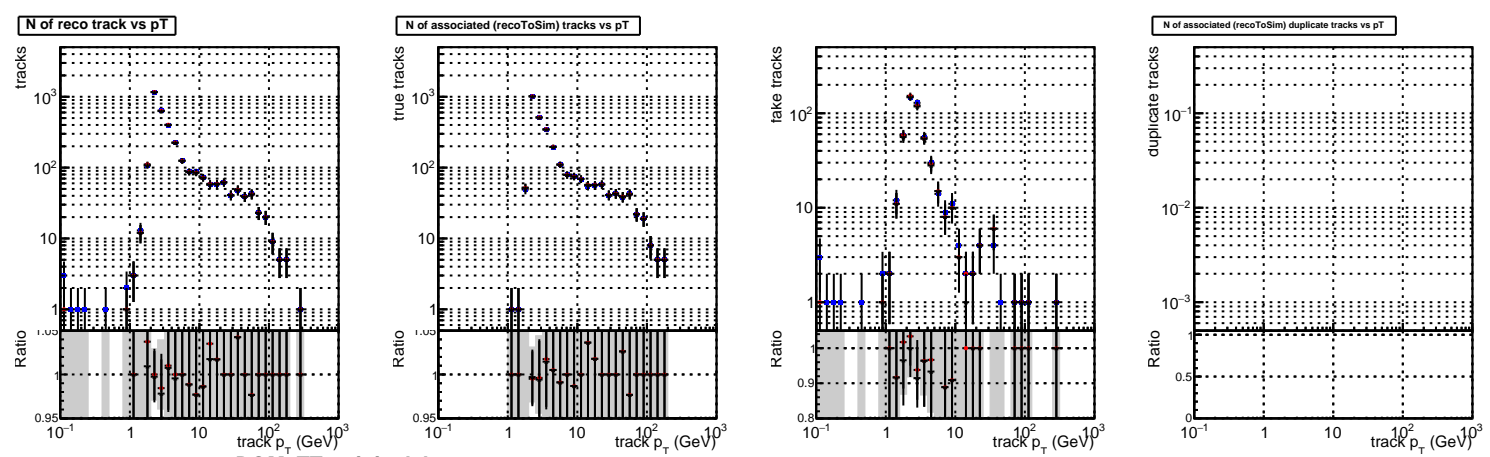 N of reco track vs pT
tracks
10³
10²
10
1
Ratio
1.05
1
0.95
10⁻¹ 1 10 10² 10³
track p_T (GeV)
N of associated (recoToSim) tracks vs pT
true tracks
10³
10²
10
1
Ratio
1.05
1
0.95
10⁻¹ 1 10 10² 10³
track p_T (GeV)
fake tracks
10²
10
1
Ratio
1
0.9
0.8
10⁻¹ 1 10 10² 10³
track p_T (GeV)
N of associated (recoToSim) duplicate tracks vs pT
duplicate tracks
10⁻¹
10⁻²
10⁻³
Ratio
1
0.5
0
10⁻¹ 1 10 10² 10³
track p_T (GeV)